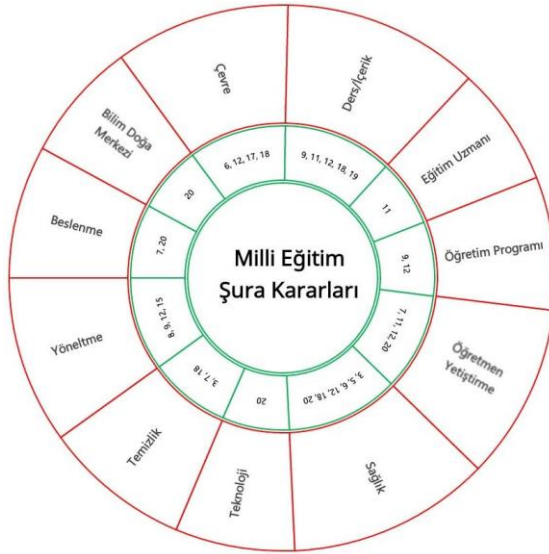 Milli Eğitim
Şura Kararları
Çevre
6, 12, 17, 18
Ders/İçerik
9, 11, 12, 18, 19
Eğitim Uzmanı
11
Öğretim Programı
9, 12
Öğretmen
Yetiştirme
7, 11, 12, 20
Sağlık
3, 5, 6, 12, 18, 20
Teknoloji
20
Temizlik
3, 7, 18
Yöneltme
8, 9, 12, 15
Beslenme
7, 20
Bilim Doğa
Merkezi
20